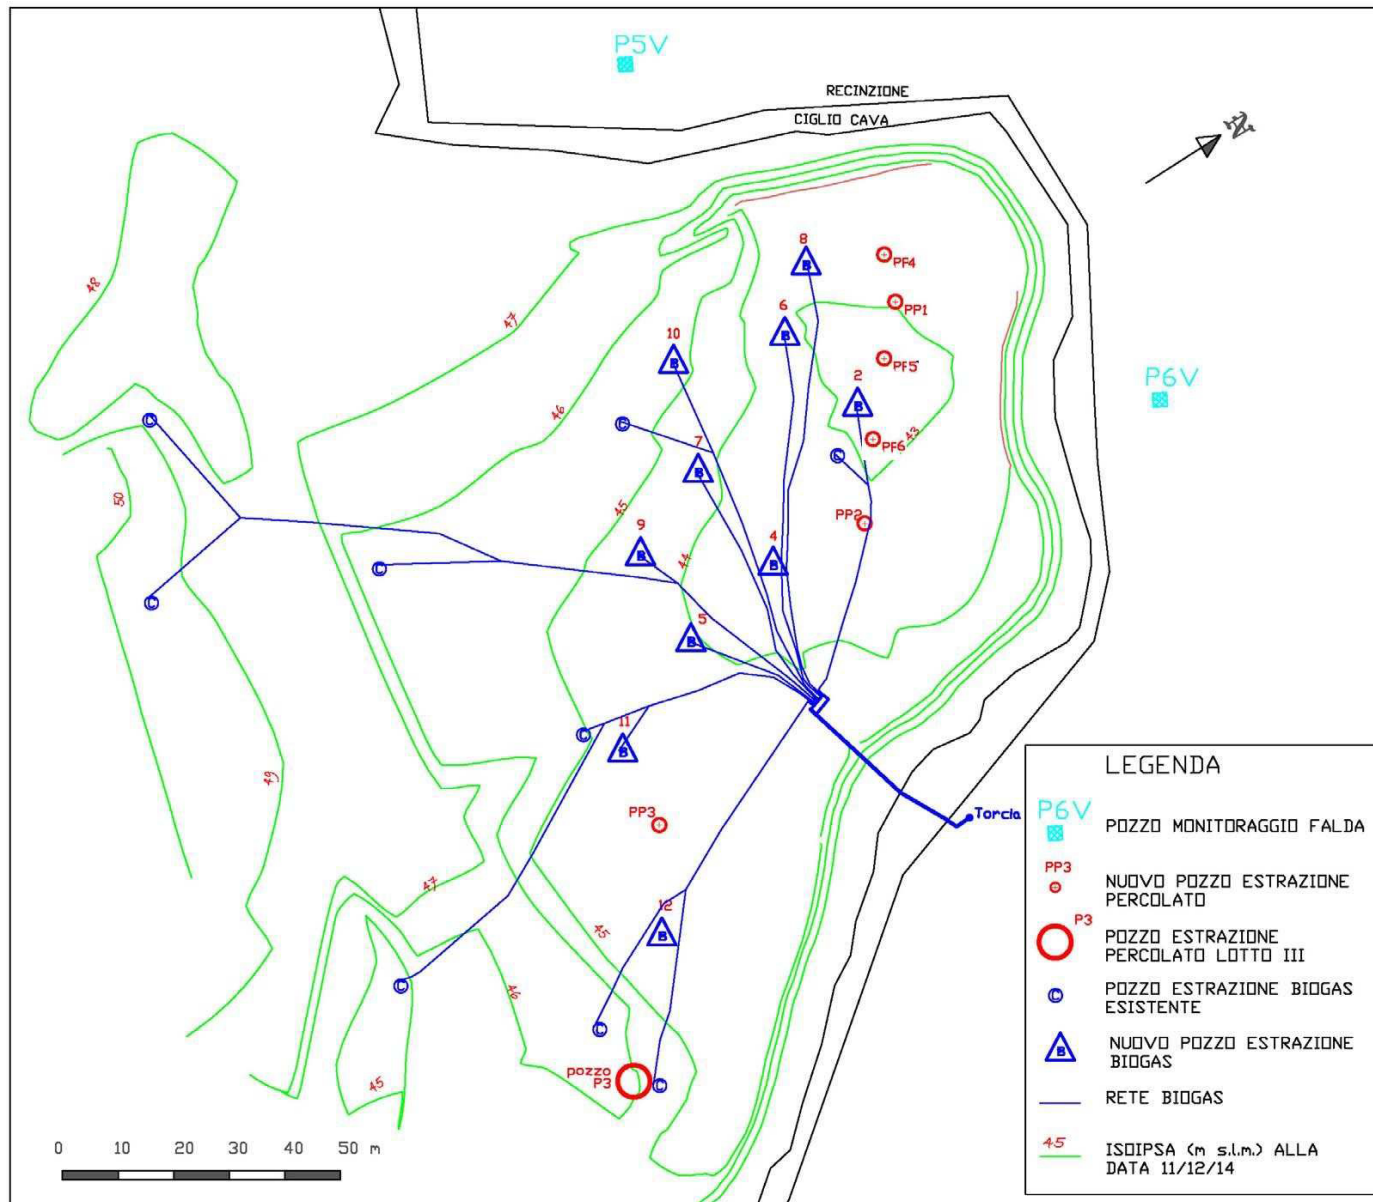 P5V
RECINZIONE
CIGLIO CAVA
N
8
PF4
48
PP1
47
6
10
PF5
2
P6V
46
43
PF6
7
50
45
PP2
9
4
44
5
11
49
LEGENDA
P6V
POZZO MONITORAGGIO FALDA
PP3
NUOVO POZZO ESTRAZIONE
PERCOLATO
P3
POZZO ESTRAZIONE
PERCOLATO LOTTO III
C
POZZO ESTRAZIONE BIOGAS
ESISTENTE
B
NUOVO POZZO ESTRAZIONE
BIOGAS
RETE BIOGAS
45
ISOIPSA (m s.l.m.) ALLA
DATA 11/12/14
Torcia
PP3
47
12
45
46
pozzo
P3
45
0 10 20 30 40 50 m
B
B
B
B
B
B
B
B
B
B
C
C
C
C
C
C
C
C
C